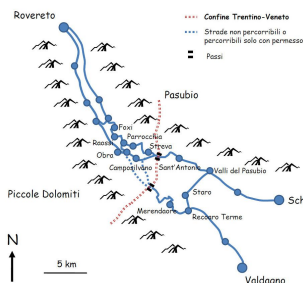 Rovereto
Confine Trentino-Veneto
Strade non percorribili o
percorribili solo con permesso
Passi
Pasubio
Foxi
Parrocchia
Raossi
Streva
Obra
Camposilvano
Sant'Antonio
Valli del Pasubio
Piccole Dolomiti
Staro
Sch
Merendaore
Recoaro Terme
N
5 km
Valdagno